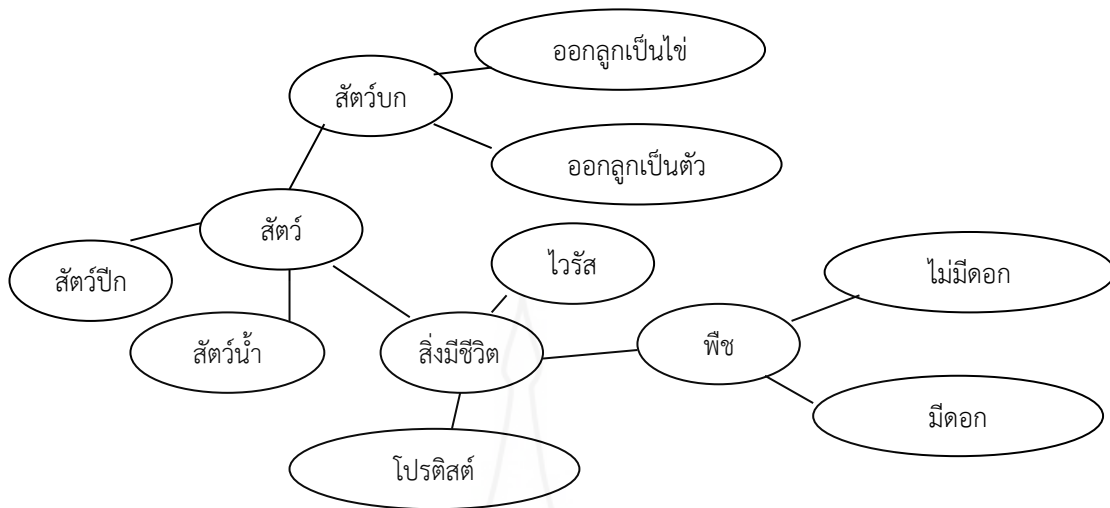 ออกลูกเป็นไข่
สัตว์บก
ออกลูกเป็นตัว
สัตว์
ไวรัส
ไม่มีดอก
สัตว์ปีก
สัตว์น้ำ
สิ่งมีชีวิต
พืช
มีดอก
โปรติสต์